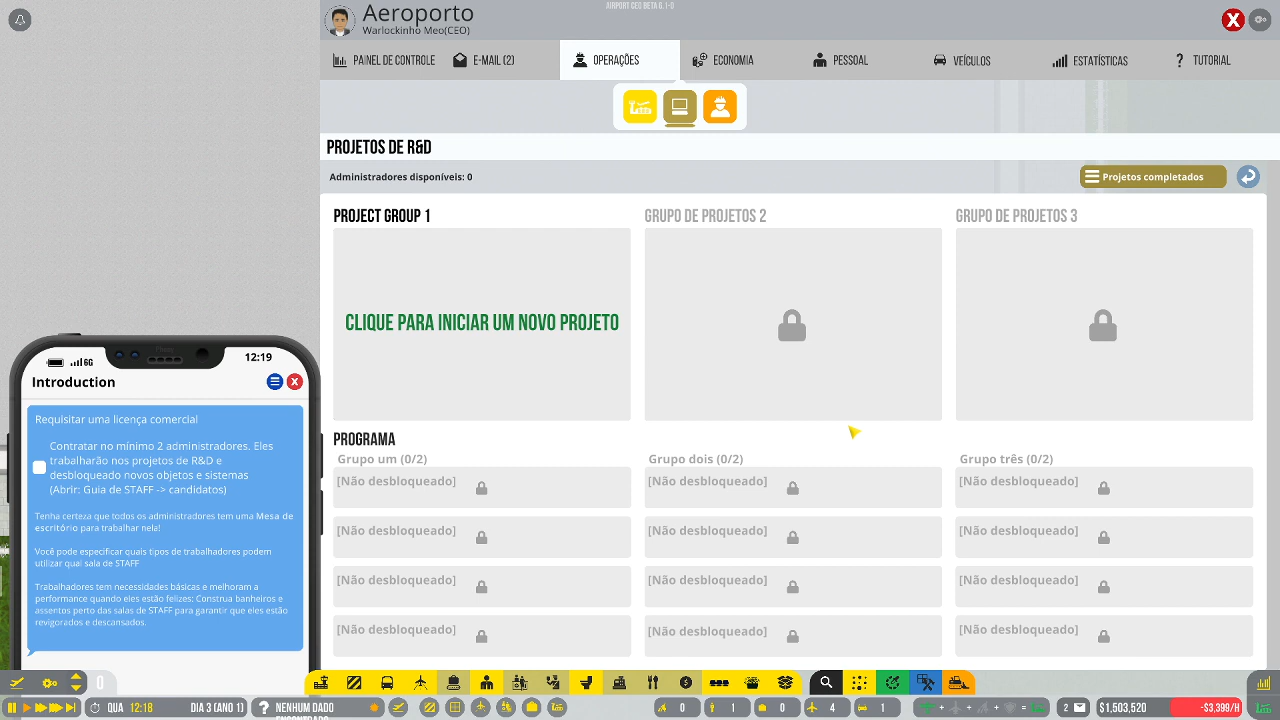 AIRPORT CEO BETA 6.1-0
Aeroporto
Warlockinho Meo(CEO)
PAINEL DE CONTROLE
E-MAIL (2)
OPERAÇÕES
ECONOMIA
PESSOAL
VEÍCULOS
ESTATÍSTICAS
TUTORIAL
PROJETOS DE R&D
Administradores disponíveis: 0
Projetos completados
PROJECT GROUP 1
GRUPO DE PROJETOS 2
GRUPO DE PROJETOS 3
CLIQUE PARA INICIAR UM NOVO PROJETO
PROGRAMA
Grupo um (0/2)
Grupo dois (0/2)
Grupo três (0/2)
[Não desbloqueado]
[Não desbloqueado]
[Não desbloqueado]
[Não desbloqueado]
[Não desbloqueado]
[Não desbloqueado]
[Não desbloqueado]
[Não desbloqueado]
[Não desbloqueado]
[Não desbloqueado]
[Não desbloqueado]
[Não desbloqueado]
6G
12:19
Introduction
X
Requisitar uma licença comercial
Contratar no mínimo 2 administradores. Eles
trabalharão nos projetos de R&D e
desbloqueado novos objetos e sistemas
(Abrir: Guia de STAFF -> candidatos)
Tenha certeza que todos os administradores tem uma Mesa de
escritório para trabalhar nela!
Você pode especificar quais tipos de trabalhadores podem
utilizar qual sala de STAFF
Trabalhadores tem necessidades básicas e melhoram a
performance quando eles estão felizes: Construa banheiros e
assentos perto das salas de STAFF para garantir que eles estão
revigorados e descansados.
0
QUA 12:18
DIA 3 (ANO 1)
? NENHUM DADO
ENCONTRADO
0
1
0
4
1
2
$1,503,520
-$3,399/H